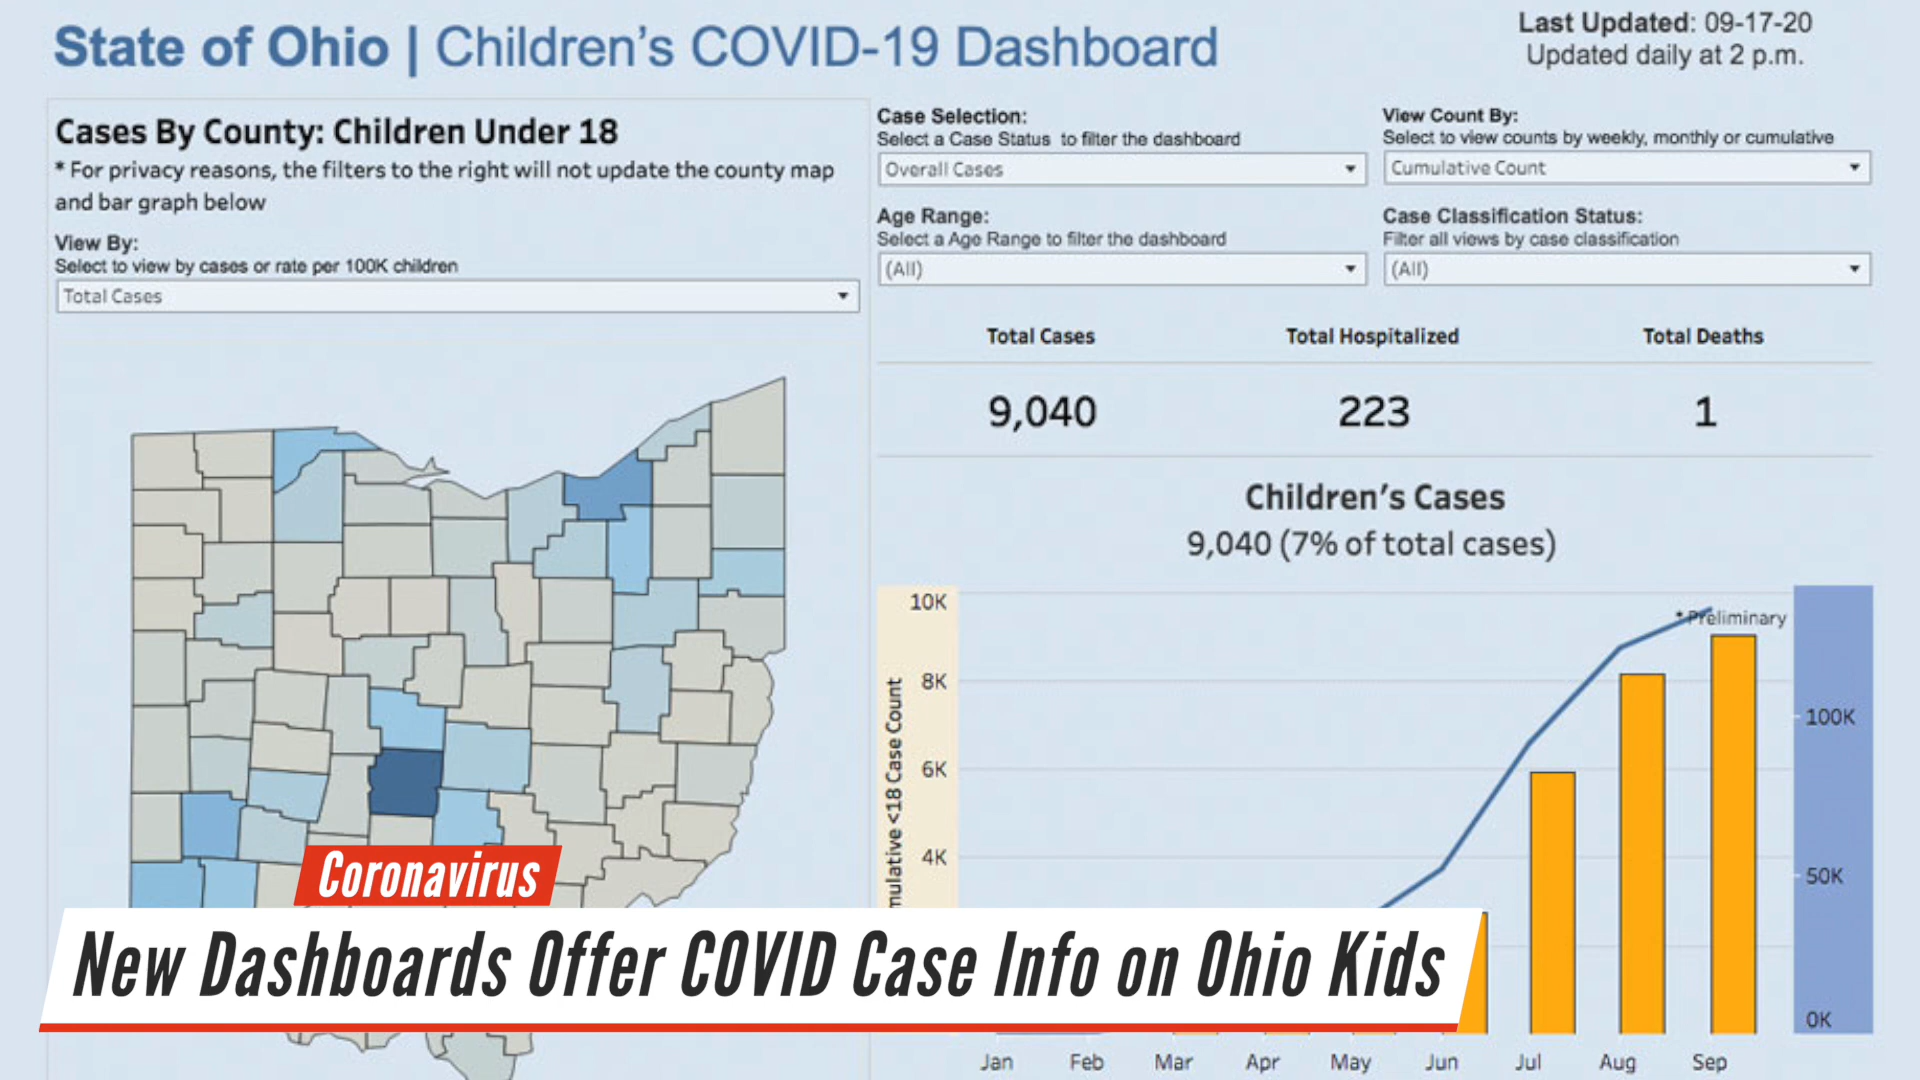 State of Ohio | Children's COVID-19 Dashboard
Last Updated: 09-17-20
Updated daily at 2 p.m.
Cases By County: Children Under 18
* For privacy reasons, the filters to the right will not update the county map
and bar graph below
View By:
Select to view by cases or rate per 100K children
Total Cases
Case Selection:
Select a Case Status to filter the dashboard
Overall Cases
View Count By:
Select to view counts by weekly, monthly or cumulative
Cumulative Count
Age Range:
Select a Age Range to filter the dashboard
(All)
Case Classification Status:
Filter all views by case classification
(All)
Total Cases
Total Hospitalized
Total Deaths
9,040
223
1
Children's Cases
9,040 (7% of total cases)
10K
8K
6K
4K
<18 Case Count
* Preliminary
100K
50K
0K
Jan
Feb
Mar
Apr
May
Jun
Jul
Aug
Sep
Coronavirus
New Dashboards Offer COVID Case Info on Ohio Kids